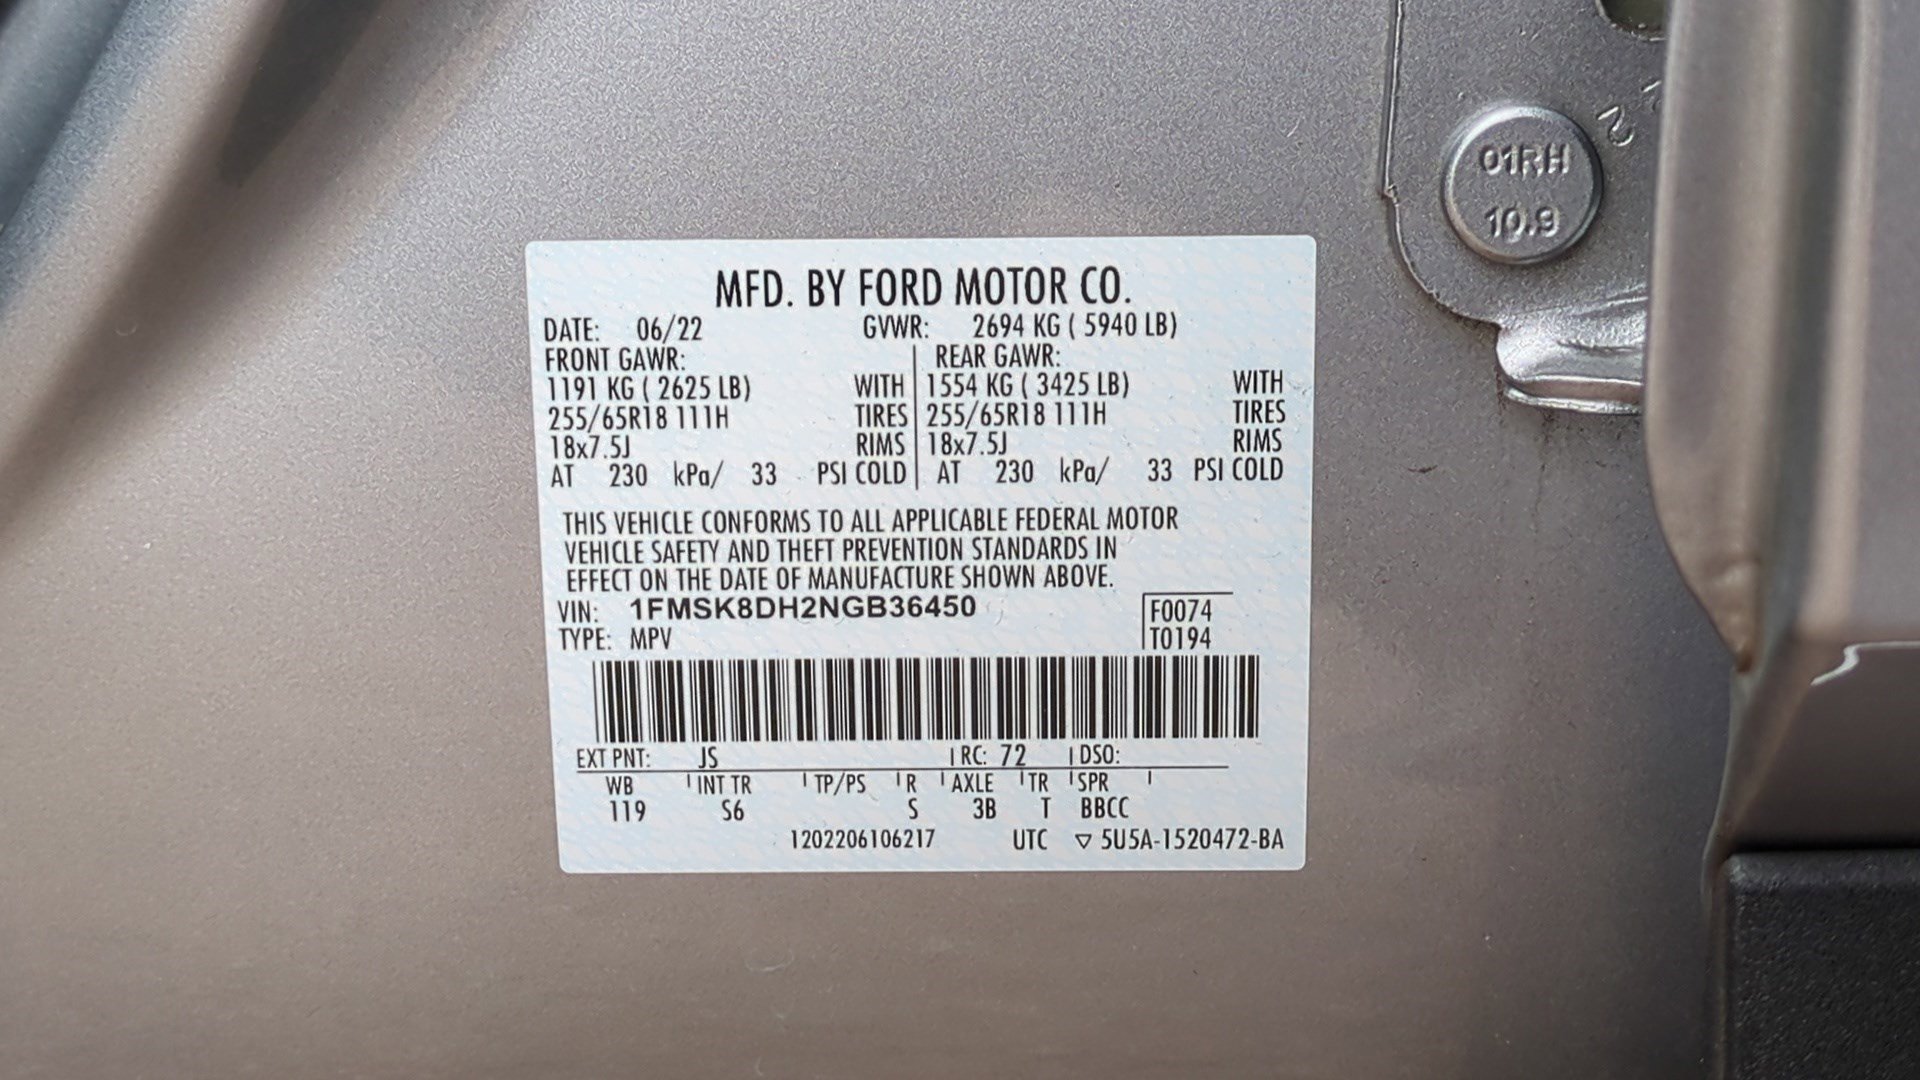 MFD. BY FORD MOTOR CO.
DATE: 06/22 GVWR: 2694 KG ( 5940 LB)
FRONT GAWR: REAR GAWR:
1191 KG ( 2625 LB) WITH 1554 KG ( 3425 LB) WITH
255/65R18 111H TIRES 255/65R18 111H TIRES
18x7.5J RIMS 18x7.5J RIMS
AT 230 kPa/ 33 PSI COLD AT 230 kPa/ 33 PSI COLD
THIS VEHICLE CONFORMS TO ALL APPLICABLE FEDERAL MOTOR
VEHICLE SAFETY AND THEFT PREVENTION STANDARDS IN
EFFECT ON THE DATE OF MANUFACTURE SHOWN ABOVE.
VIN: 1FMSK8DH2NGB36450 F0074
TYPE: MPV T0194
EXT PNT: JS RC: 72 DSO:
WB INT TR TP/PS R AXLE TR SPR
119 S6 S 3B T BBCC
1202206106217 UTC ▽ 5U5A-1520472-BA
01RH
10.9